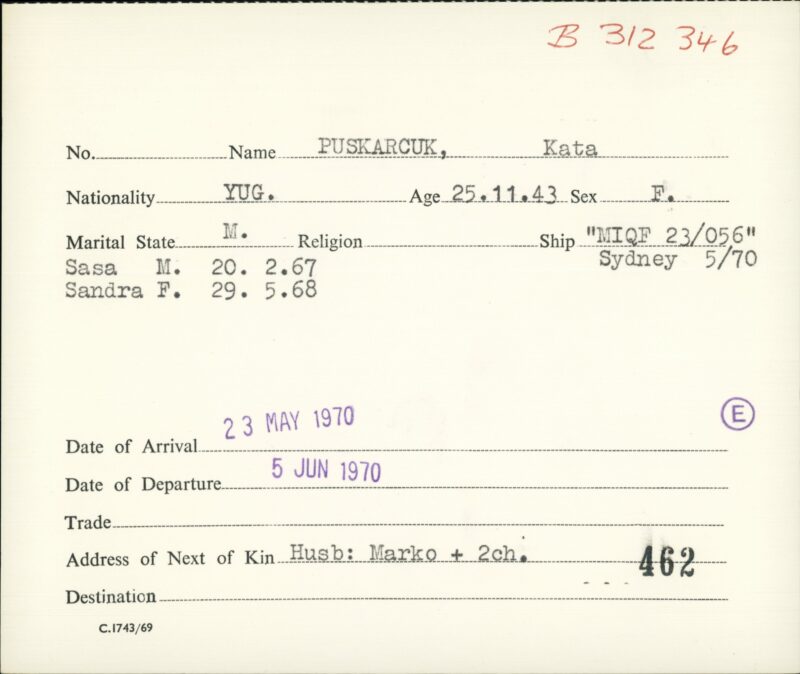 B 312 346
No. Name PUSKARCUK, Kata
Nationality YUG. Age 25.11.43 Sex F.
Marital State M. Religion Ship "MIQF 23/056"
Sasa M. 20. 2.67 Sydney 5/70
Sandra F. 29. 5.68
E
Date of Arrival 23 MAY 1970
Date of Departure 5 JUN 1970
Trade
Address of Next of Kin Husb: Marko + 2ch. 462
Destination
C.1743/69